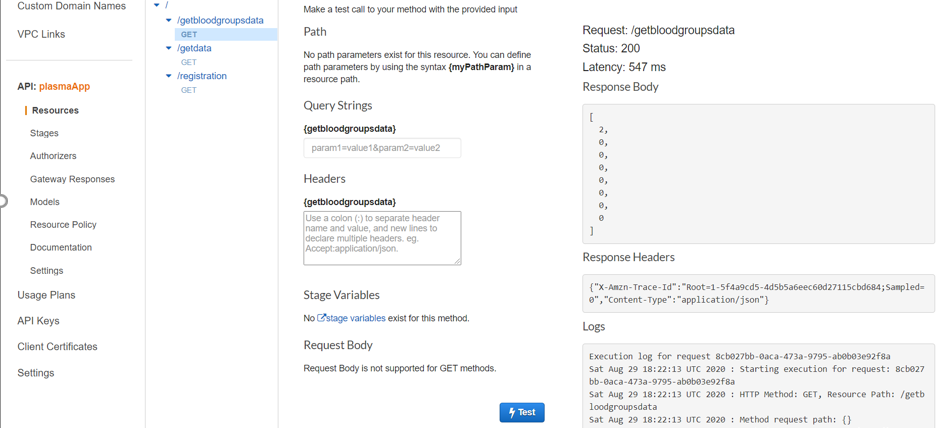 Custom Domain Names
VPC Links
API: plasmaApp
Resources
Stages
Authorizers
Gateway Responses
Models
Resource Policy
Documentation
Settings
Usage Plans
API Keys
Client Certificates
Settings
/
/getbloodgroupsdata
GET
/getdata
GET
/registration
GET
Make a test call to your method with the provided input
Path
No path parameters exist for this resource. You can define
path parameters by using the syntax {myPathParam} in a
resource path.
Query Strings
{getbloodgroupsdata}
param1=value1&param2=value2
Headers
{getbloodgroupsdata}
Use a colon (:) to separate header
name and value, and new lines to
declare multiple headers. eg.
Accept:application/json.
Stage Variables
No stage variables exist for this method.
Request Body
Request Body is not supported for GET methods.
Test
Request: /getbloodgroupsdata
Status: 200
Latency: 547 ms
Response Body
[
2,
0,
0,
0,
0,
0,
0,
0
]
Response Headers
{"X-Amzn-Trace-Id":"Root=1-5f4a9cd5-4d5b5a6eec60d27115cbd684;Sampled=
0","Content-Type":"application/json"}
Logs
Execution log for request 8cb027bb-0aca-473a-9795-ab0b03e92f8a
Sat Aug 29 18:22:13 UTC 2020 : Starting execution for request: 8cb027
bb-0aca-473a-9795-ab0b03e92f8a
Sat Aug 29 18:22:13 UTC 2020 : HTTP Method: GET, Resource Path: /getb
loodgroupsdata
Sat Aug 29 18:22:13 UTC 2020 : Method request path: {}